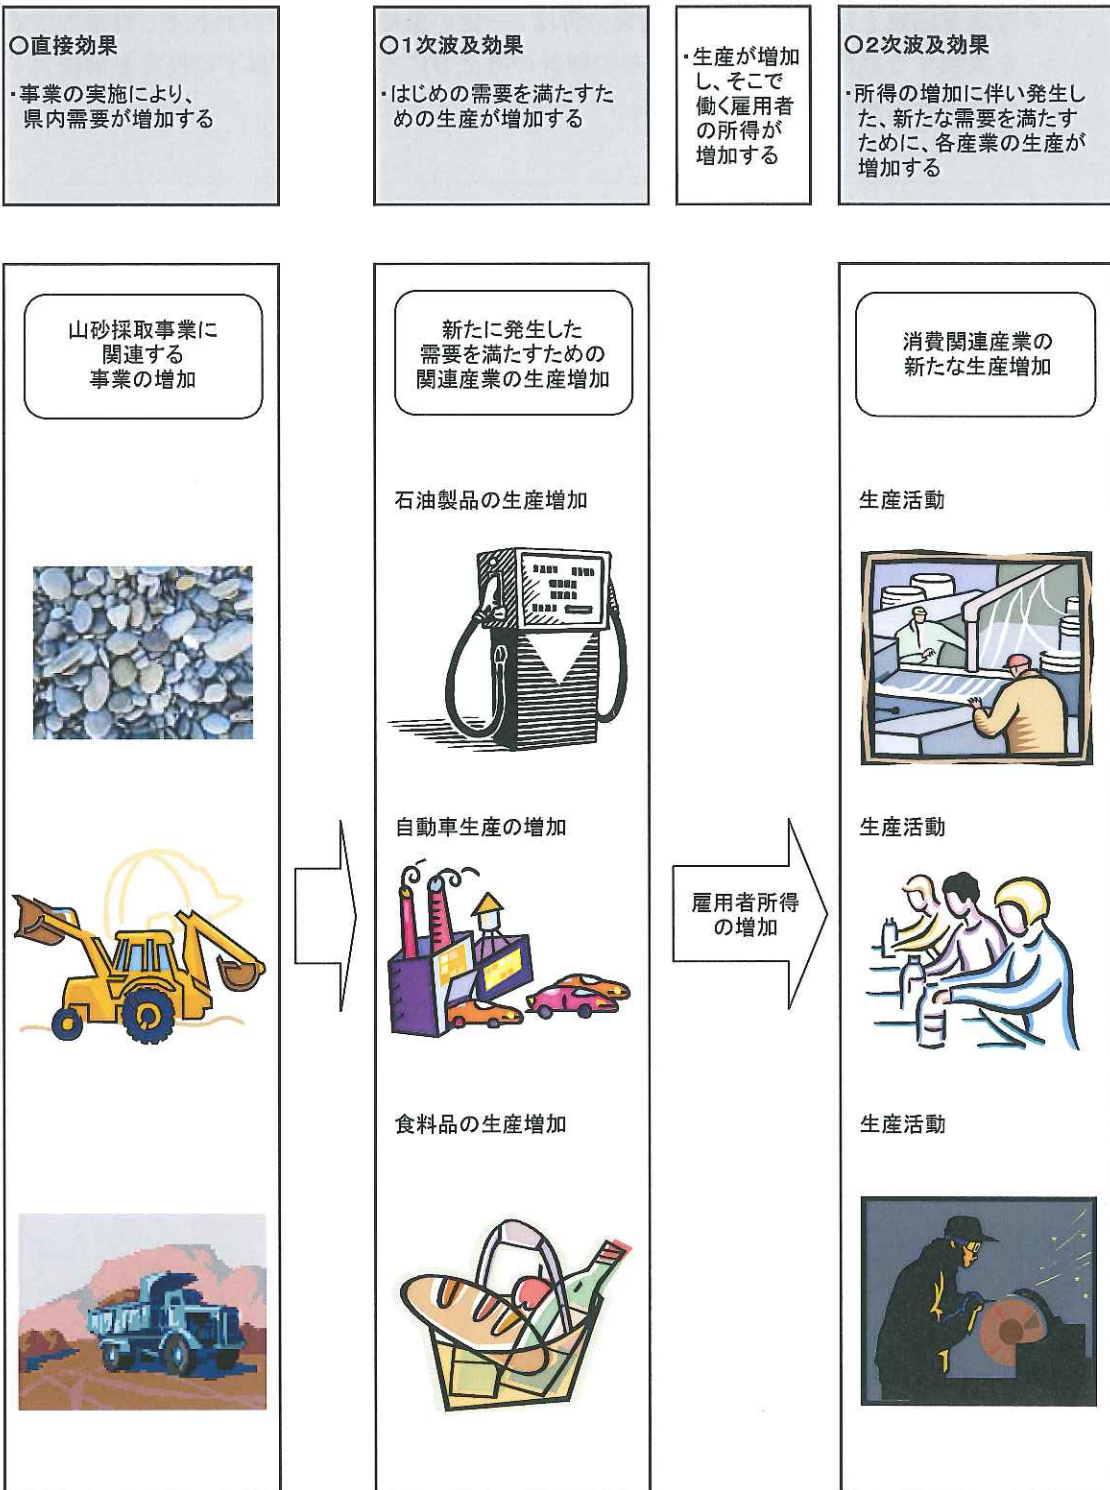 〇直接効果
・事業の実施により、
県内需要が増加する
〇1次波及効果
・はじめの需要を満たすた
めの生産が増加する
・生産が増加
し、そこで
働く雇用者
の所得が
増加する
〇2次波及効果
・所得の増加に伴い発生し
た、新たな需要を満たす
ために、各産業の生産が
増加する
山砂採取事業に
関連する
事業の増加
新たに発生した
需要を満たすための
関連産業の生産増加
石油製品の生産増加
自動車生産の増加
食料品の生産増加
雇用者所得
の増加
消費関連産業の
新たな生産増加
生産活動
生産活動
生産活動